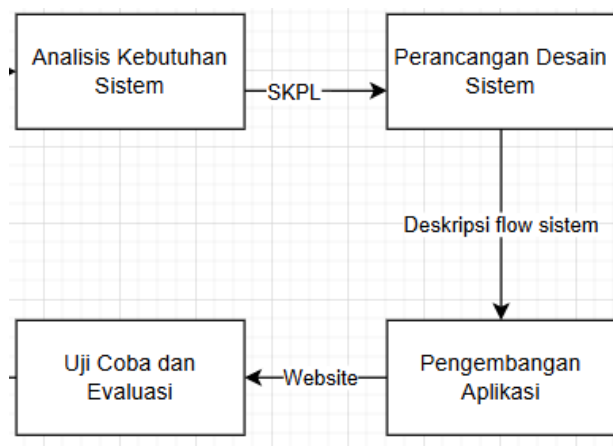 Analisis Kebutuhan
Sistem
SKPL
Perancangan Desain
Sistem
Deskripsi flow sistem
Pengembangan
Aplikasi
Website
Uji Coba dan
Evaluasi